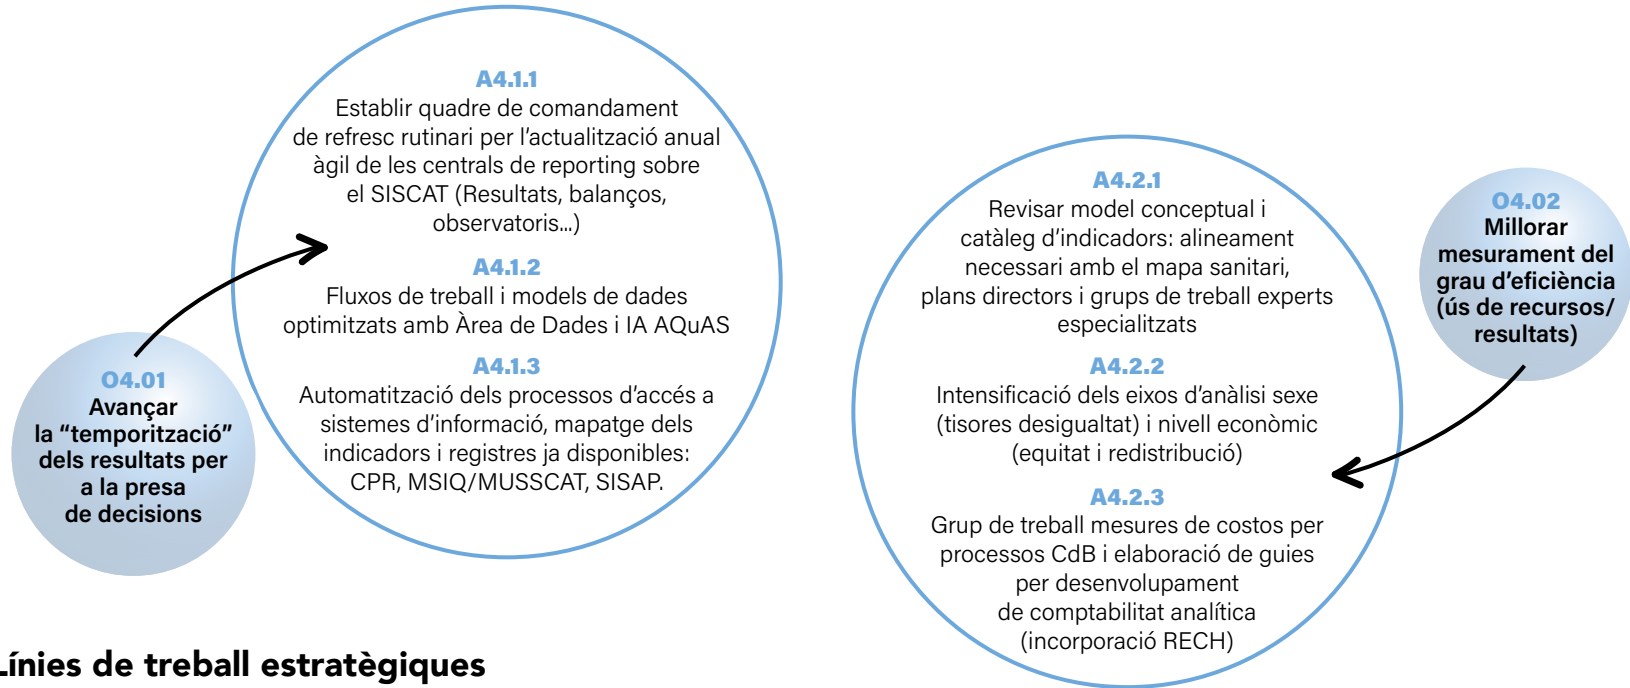 A4.1.1
Establir quadre de comandament
de refresc rutinari per l’actualització anual
àgil de les centrals de reporting sobre
el SISCAT (Resultats, balanços,
observatoris...)
A4.1.2
Fluxos de treball i models de dades
optimitzats amb Àrea de Dades i IA AQuAS
A4.1.3
Automatització dels processos d’accés a
sistemes d’informació, mapatge dels
indicadors i registres ja disponibles:
CPR, MSIQ/MUSSCAT, SISAP.
O4.01
Avançar
la “temporització”
dels resultats per
a la presa
de decisions
A4.2.1
Revisar model conceptual i
catàleg d’indicadors: alineament
necessari amb el mapa sanitari,
plans directors i grups de treball experts
especialitzats
A4.2.2
Intensificació dels eixos d’anàlisi sexe
(tisores desigualtat) i nivell econòmic
(equitat i redistribució)
A4.2.3
Grup de treball mesures de costos per
processos CdB i elaboració de guies
per desenvolupament
de comptabilitat analítica
(incorporació RECH)
O4.02
Millorar
mesurament del
grau d’eficiència
(ús de recursos/
resultats)
Línies de treball estratègiques